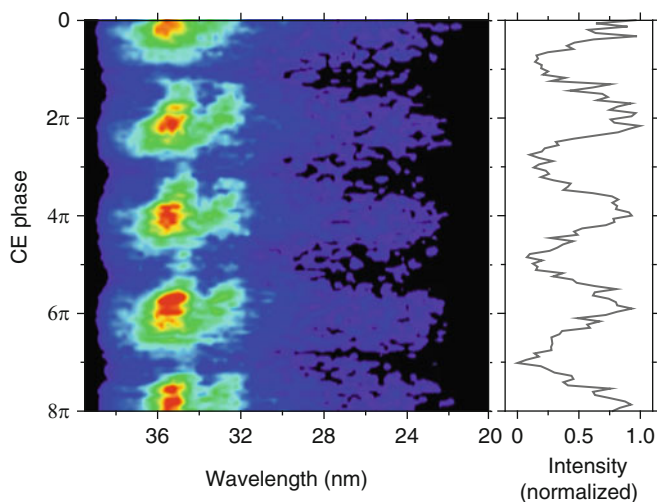 0
2π
4π
6π
8π
CE phase
36
32
28
24
20
Wavelength (nm)
0
0.5
1.0
Intensity
(normalized)